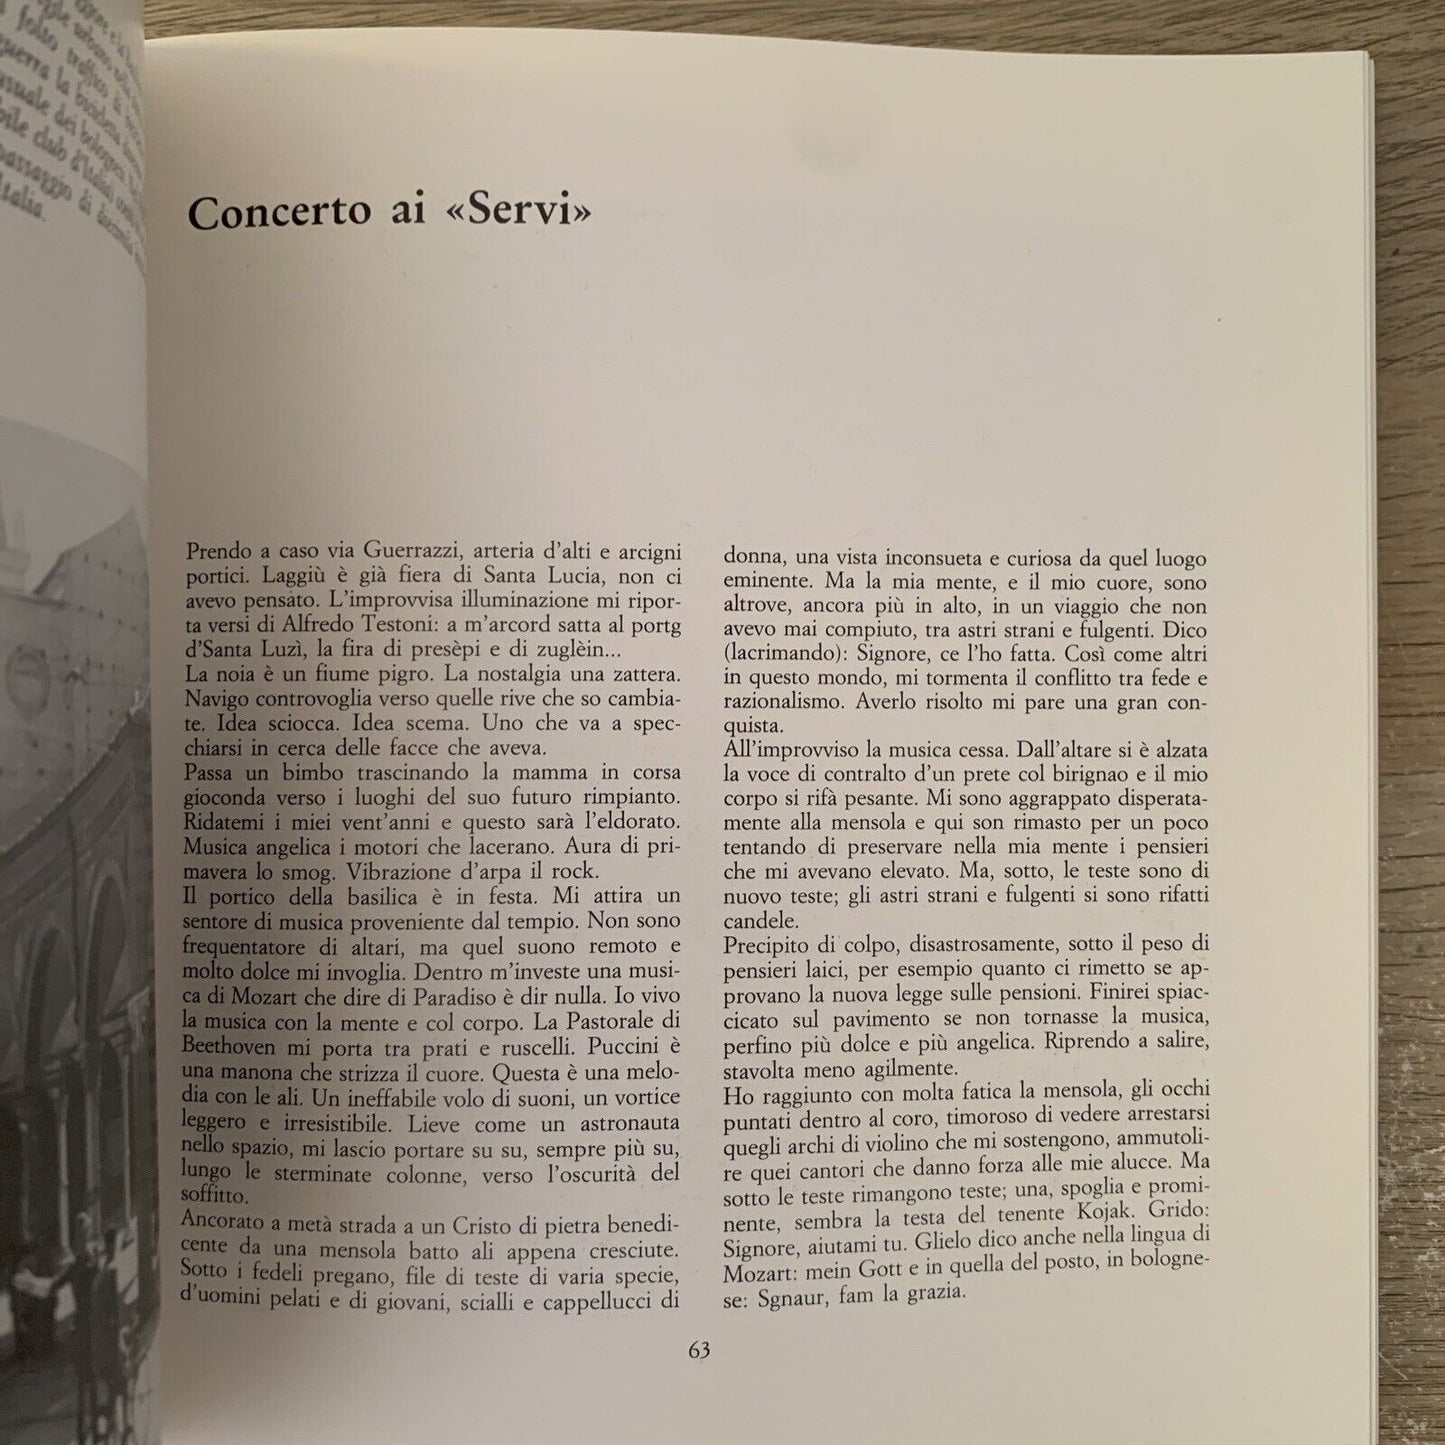 folto traffico di
guerra la bicicletta
usuale dei bolognesi
passaggio di
Italia.
Concerto ai «Servi»
Prendo a caso via Guerrazzi, arteria d'alti e arcigni
portici. Laggiù è già fiera di Santa Lucia, non ci
avevo pensato. L'improvvisa illuminazione mi ripor-
ta versi di Alfredo Testoni: a m'arcord satta al portg
d'Santa Luzì, la fira di presèpi e di zuglèin...
La noia è un fiume pigro. La nostalgia una zattera.
Navigo controvoglia verso quelle rive che so cambia-
te. Idea sciocca. Idea scema. Uno che va a spec-
chiarsi in cerca delle facce che aveva.
Passa un bimbo trascinando la mamma in corsa
gioconda verso i luoghi del suo futuro rimpianto.
Ridatemi i miei vent'anni e questo sarà l'eldorato.
Musica angelica i motori che lacerano. Aura di pri-
mavera lo smog. Vibrazione d'arpa il rock.
Il portico della basilica è in festa. Mi attira un
sentore di musica proveniente dal tempio. Non sono
frequentatore di altari, ma quel suono remoto e
molto dolce mi invoglia. Dentro m'investe una musi-
ca di Mozart che dire di Paradiso è dir nulla. Io vivo
la musica con la mente e col corpo. La Pastorale di
Beethoven mi porta tra prati e ruscelli. Puccini è
una manona che strizza il cuore. Questa è una melo-
dia con le ali. Un ineffabile volo di suoni, un vortice
leggero e irresistibile. Lieve come un astronauta
nello spazio, mi lascio portare su su, sempre più su,
lungo le sterminate colonne, verso l'oscurità del
soffitto.
Ancorato a metà strada a un Cristo di pietra benedi-
cente da una mensola batto ali appena cresciute.
Sotto i fedeli pregano, file di teste di varia specie,
d'uomini pelati e di giovani, scialli e cappellucci di
donna, una vista inconsueta e curiosa da quel luogo
eminente. Ma la mia mente, e il mio cuore, sono
altrove, ancora più in alto, in un viaggio che non
avevo mai compiuto, tra astri strani e fulgenti. Dico
(lacrimando): Signore, ce l'ho fatta. Così come altri
in questo mondo, mi tormenta il conflitto tra fede e
razionalismo. Averlo risolto mi pare una gran con-
quista.
All'improvviso la musica cessa. Dall'altare si è alzata
la voce di contralto d'un prete col birignao e il mio
corpo si rifà pesante. Mi sono aggrappato disperata-
mente alla mensola e qui son rimasto per un poco
tentando di preservare nella mia mente i pensieri
che mi avevano elevato. Ma, sotto, le teste sono di
nuovo teste; gli astri strani e fulgenti si sono rifatti
candele.
Precipito di colpo, disastrosamente, sotto il peso di
pensieri laici, per esempio quanto ci rimetto se ap-
provano la nuova legge sulle pensioni. Finirei spiac-
cicato sul pavimento se non tornasse la musica,
perfino più dolce e più angelica. Riprendo a salire,
stavolta meno agilmente.
Ho raggiunto con molta fatica la mensola, gli occhi
puntati dentro al coro, timoroso di vedere arrestarsi
quegli archi di violino che mi sostengono, ammutoli-
re quei cantori che danno forza alle mie alucce. Ma
sotto le teste rimangono teste; una, spoglia e promi-
nente, sembra la testa del tenente Kojak. Grido:
Signore, aiutami tu. Glielo dico anche nella lingua di
Mozart: mein Gott e in quella del posto, in bologne-
se: Sgnaur, fam la grazia.
63